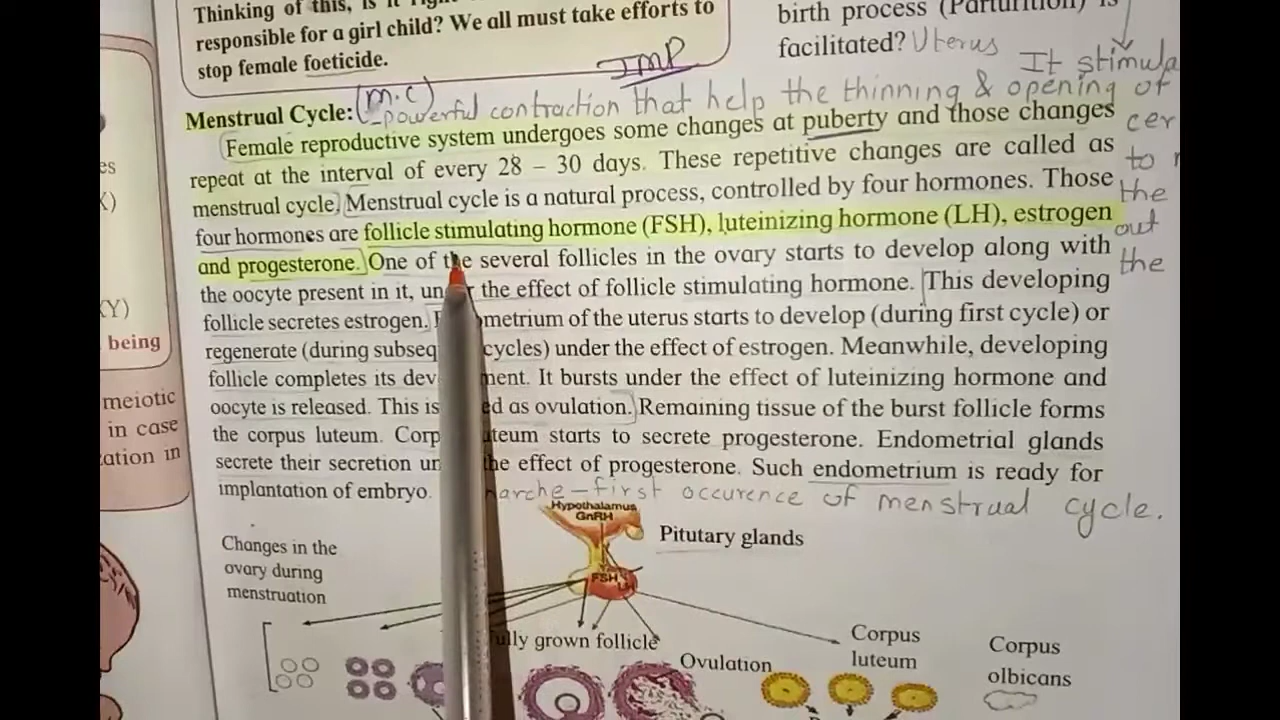 Thinking of this, is it right
responsible for a girl child? We all must take efforts to
stop female foeticide.
birth process (Parturition) is
facilitated? Uterus
IMP
It stimula
Menstrual Cycle: (m.c)
powerful contraction that help the thinning & opening of
cer
Female reproductive system undergoes some changes at puberty and those changes
repeat at the interval of every 28 – 30 days. These repetitive changes are called as
to
menstrual cycle. Menstrual cycle is a natural process, controlled by four hormones. Those
the
four hormones are follicle stimulating hormone (FSH), luteinizing hormone (LH), estrogen
out
and progesterone. One of the several follicles in the ovary starts to develop along with
the
the oocyte present in it, under the effect of follicle stimulating hormone. This developing
follicle secretes estrogen. metrium of the uterus starts to develop (during first cycle) or
regenerate (during subseq cycles) under the effect of estrogen. Meanwhile, developing
follicle completes its dev ment. It bursts under the effect of luteinizing hormone and
oocyte is released. This is ed as ovulation. Remaining tissue of the burst follicle forms
the corpus luteum. Corp uteum starts to secrete progesterone. Endometrial glands
secrete their secretion un the effect of progesterone. Such endometrium is ready for
implantation of embryo.
narche – first occurence of menstrual cycle.
es
X)
XY)
being
meiotic
in case
ation in
Hypothalamus
GnRH
Pitutary glands
FSH
LH
Changes in the
ovary during
menstruation
ully grown follicle
Ovulation
Corpus
luteum
Corpus
olbicans